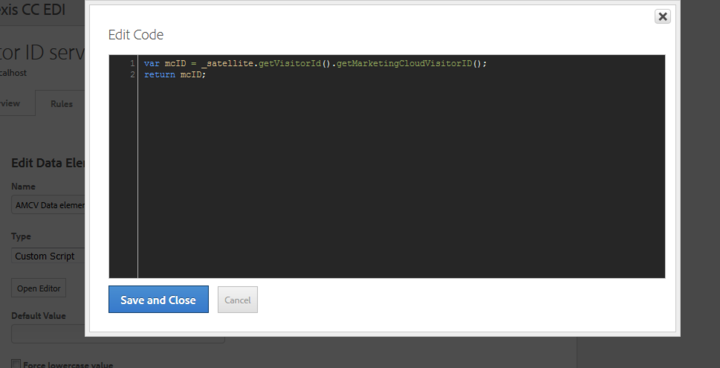 exis CC EDI
tor ID serv
calhost
rview
Rules
Edit Data Ele
Name
AMCV Data elemen
Type
Custom Script
Open Editor
Default Value
Force lowercase value
Edit Code
1 var mcID = _satellite.getVisitorId().getMarketingCloudVisitorID();
2 return mcID;
Save and Close
Cancel